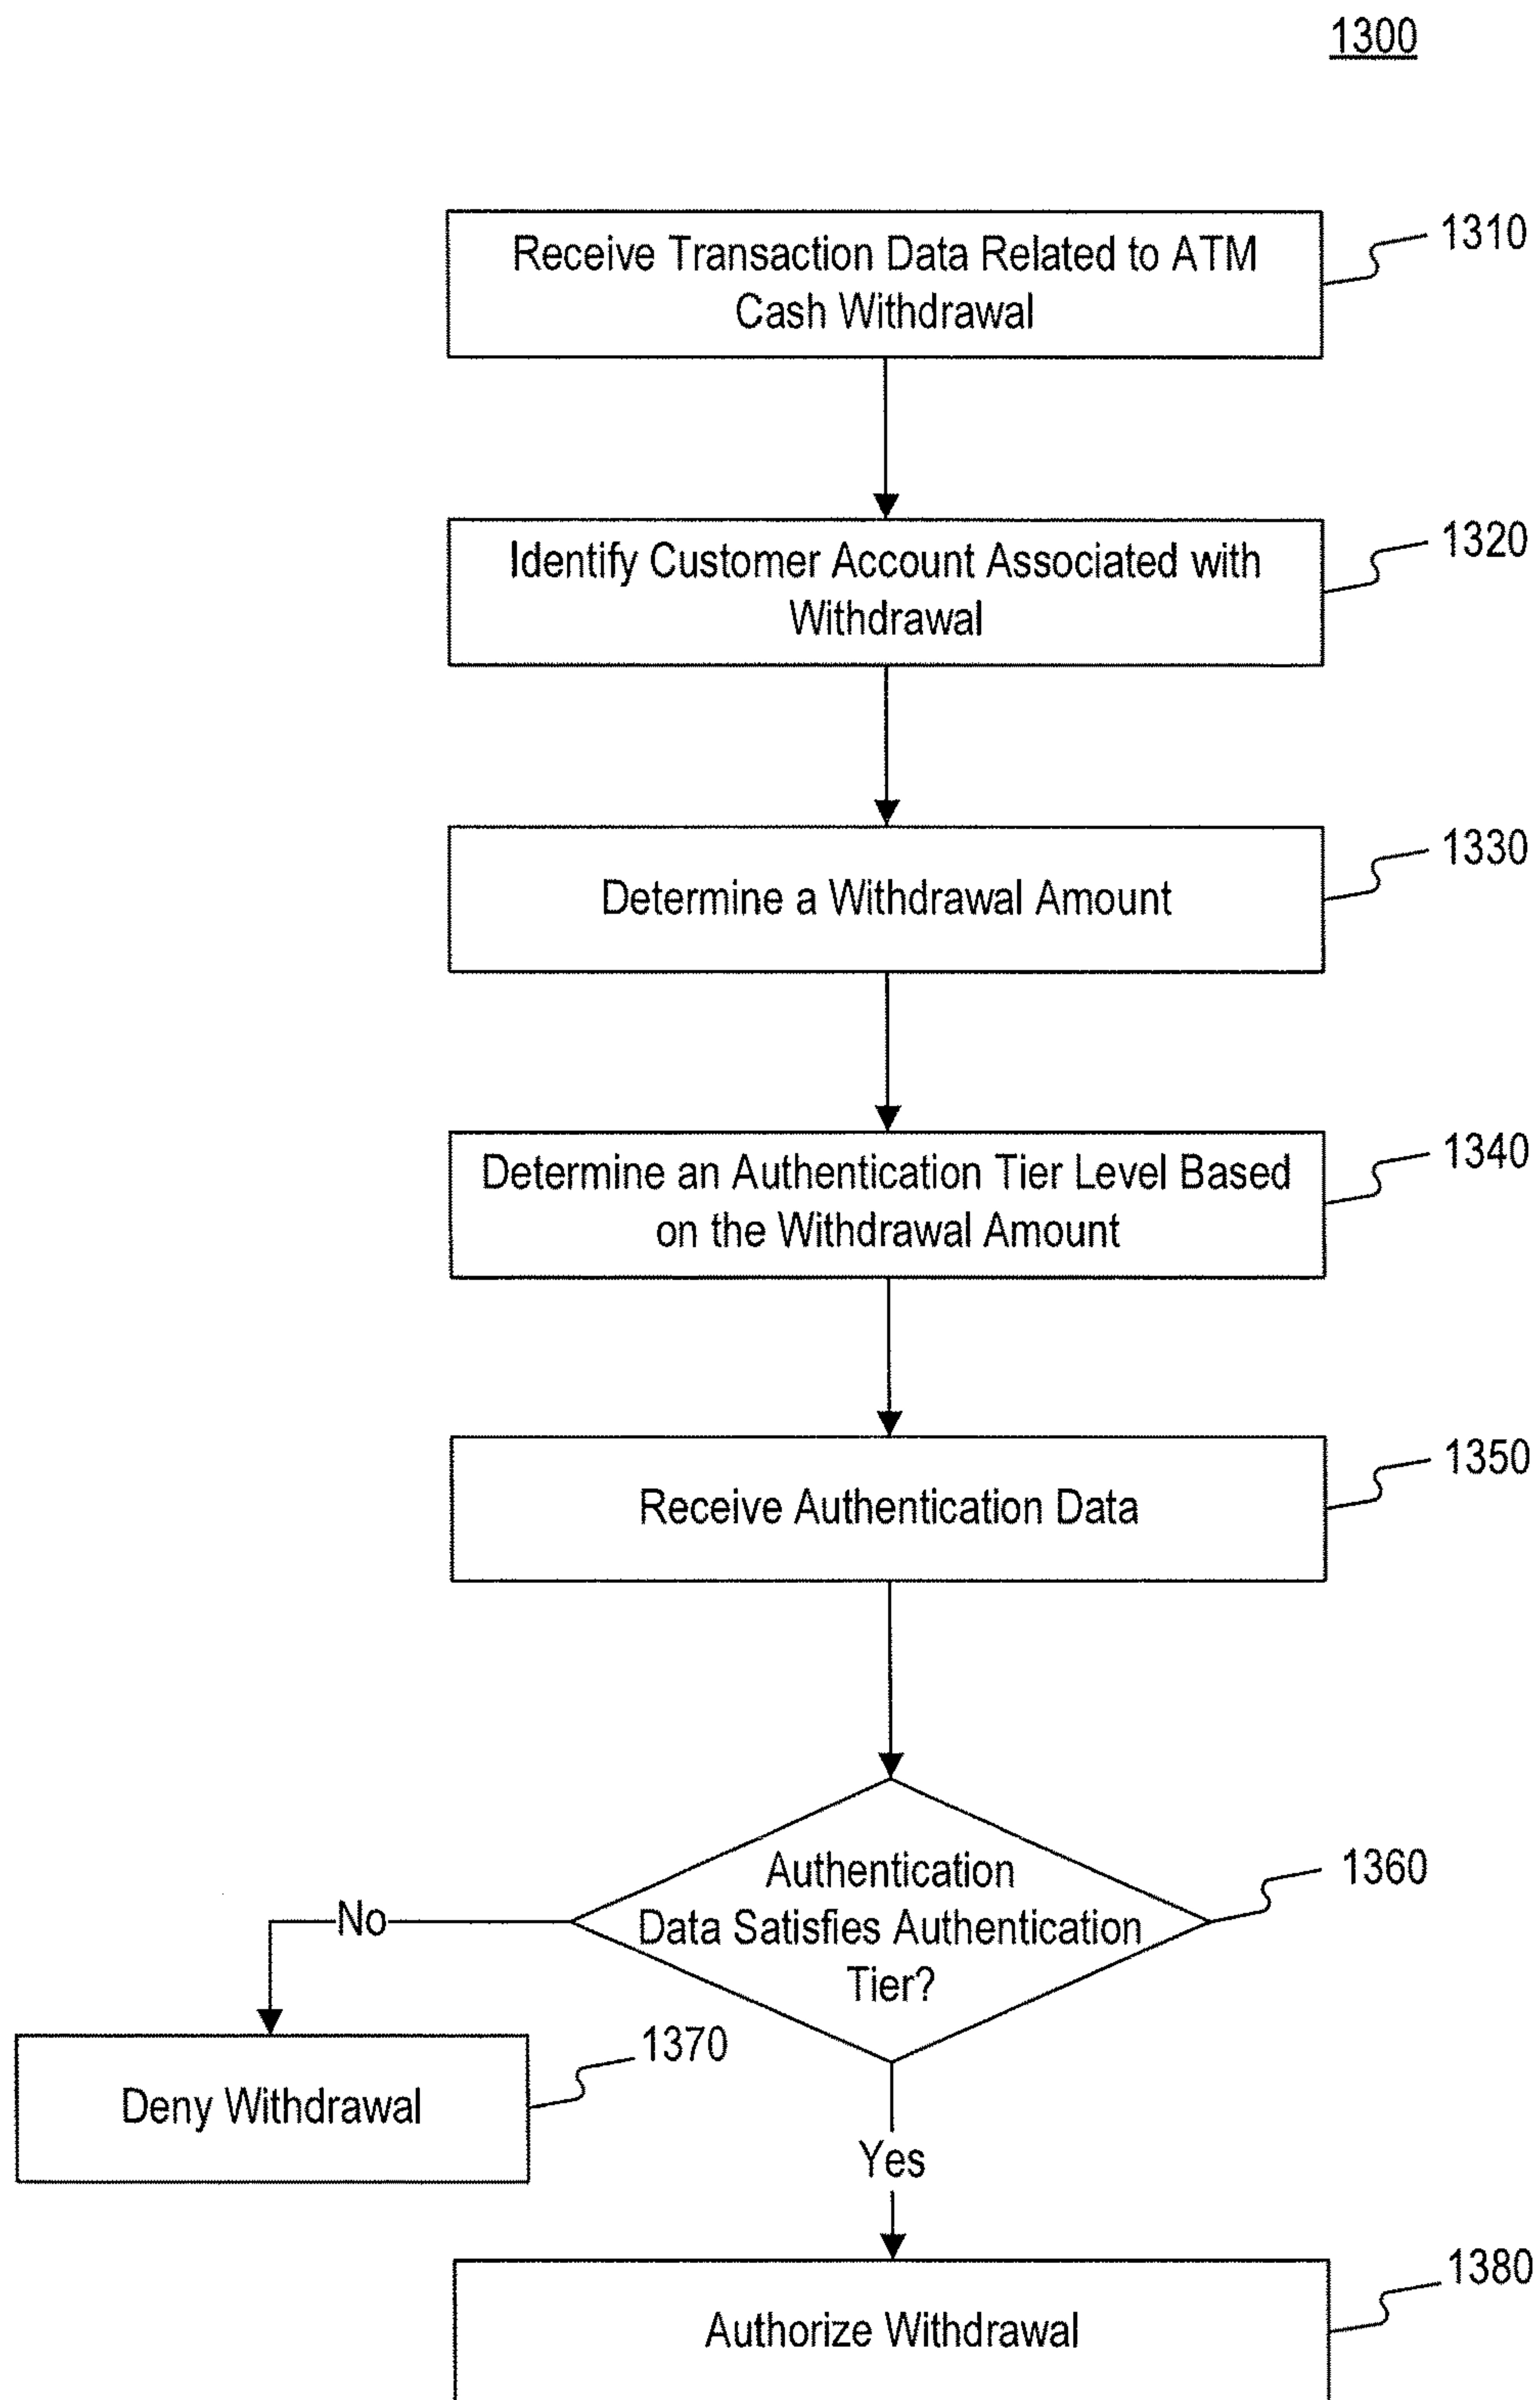 1300
Receive Transaction Data Related to ATM
Cash Withdrawal
1310
Identify Customer Account Associated with
Withdrawal
1320
Determine a Withdrawal Amount
1330
Determine an Authentication Tier Level Based
on the Withdrawal Amount
1340
Receive Authentication Data
1350
Authentication
Data Satisfies Authentication
Tier?
1360
No
Deny Withdrawal
1370
Yes
Authorize Withdrawal
1380